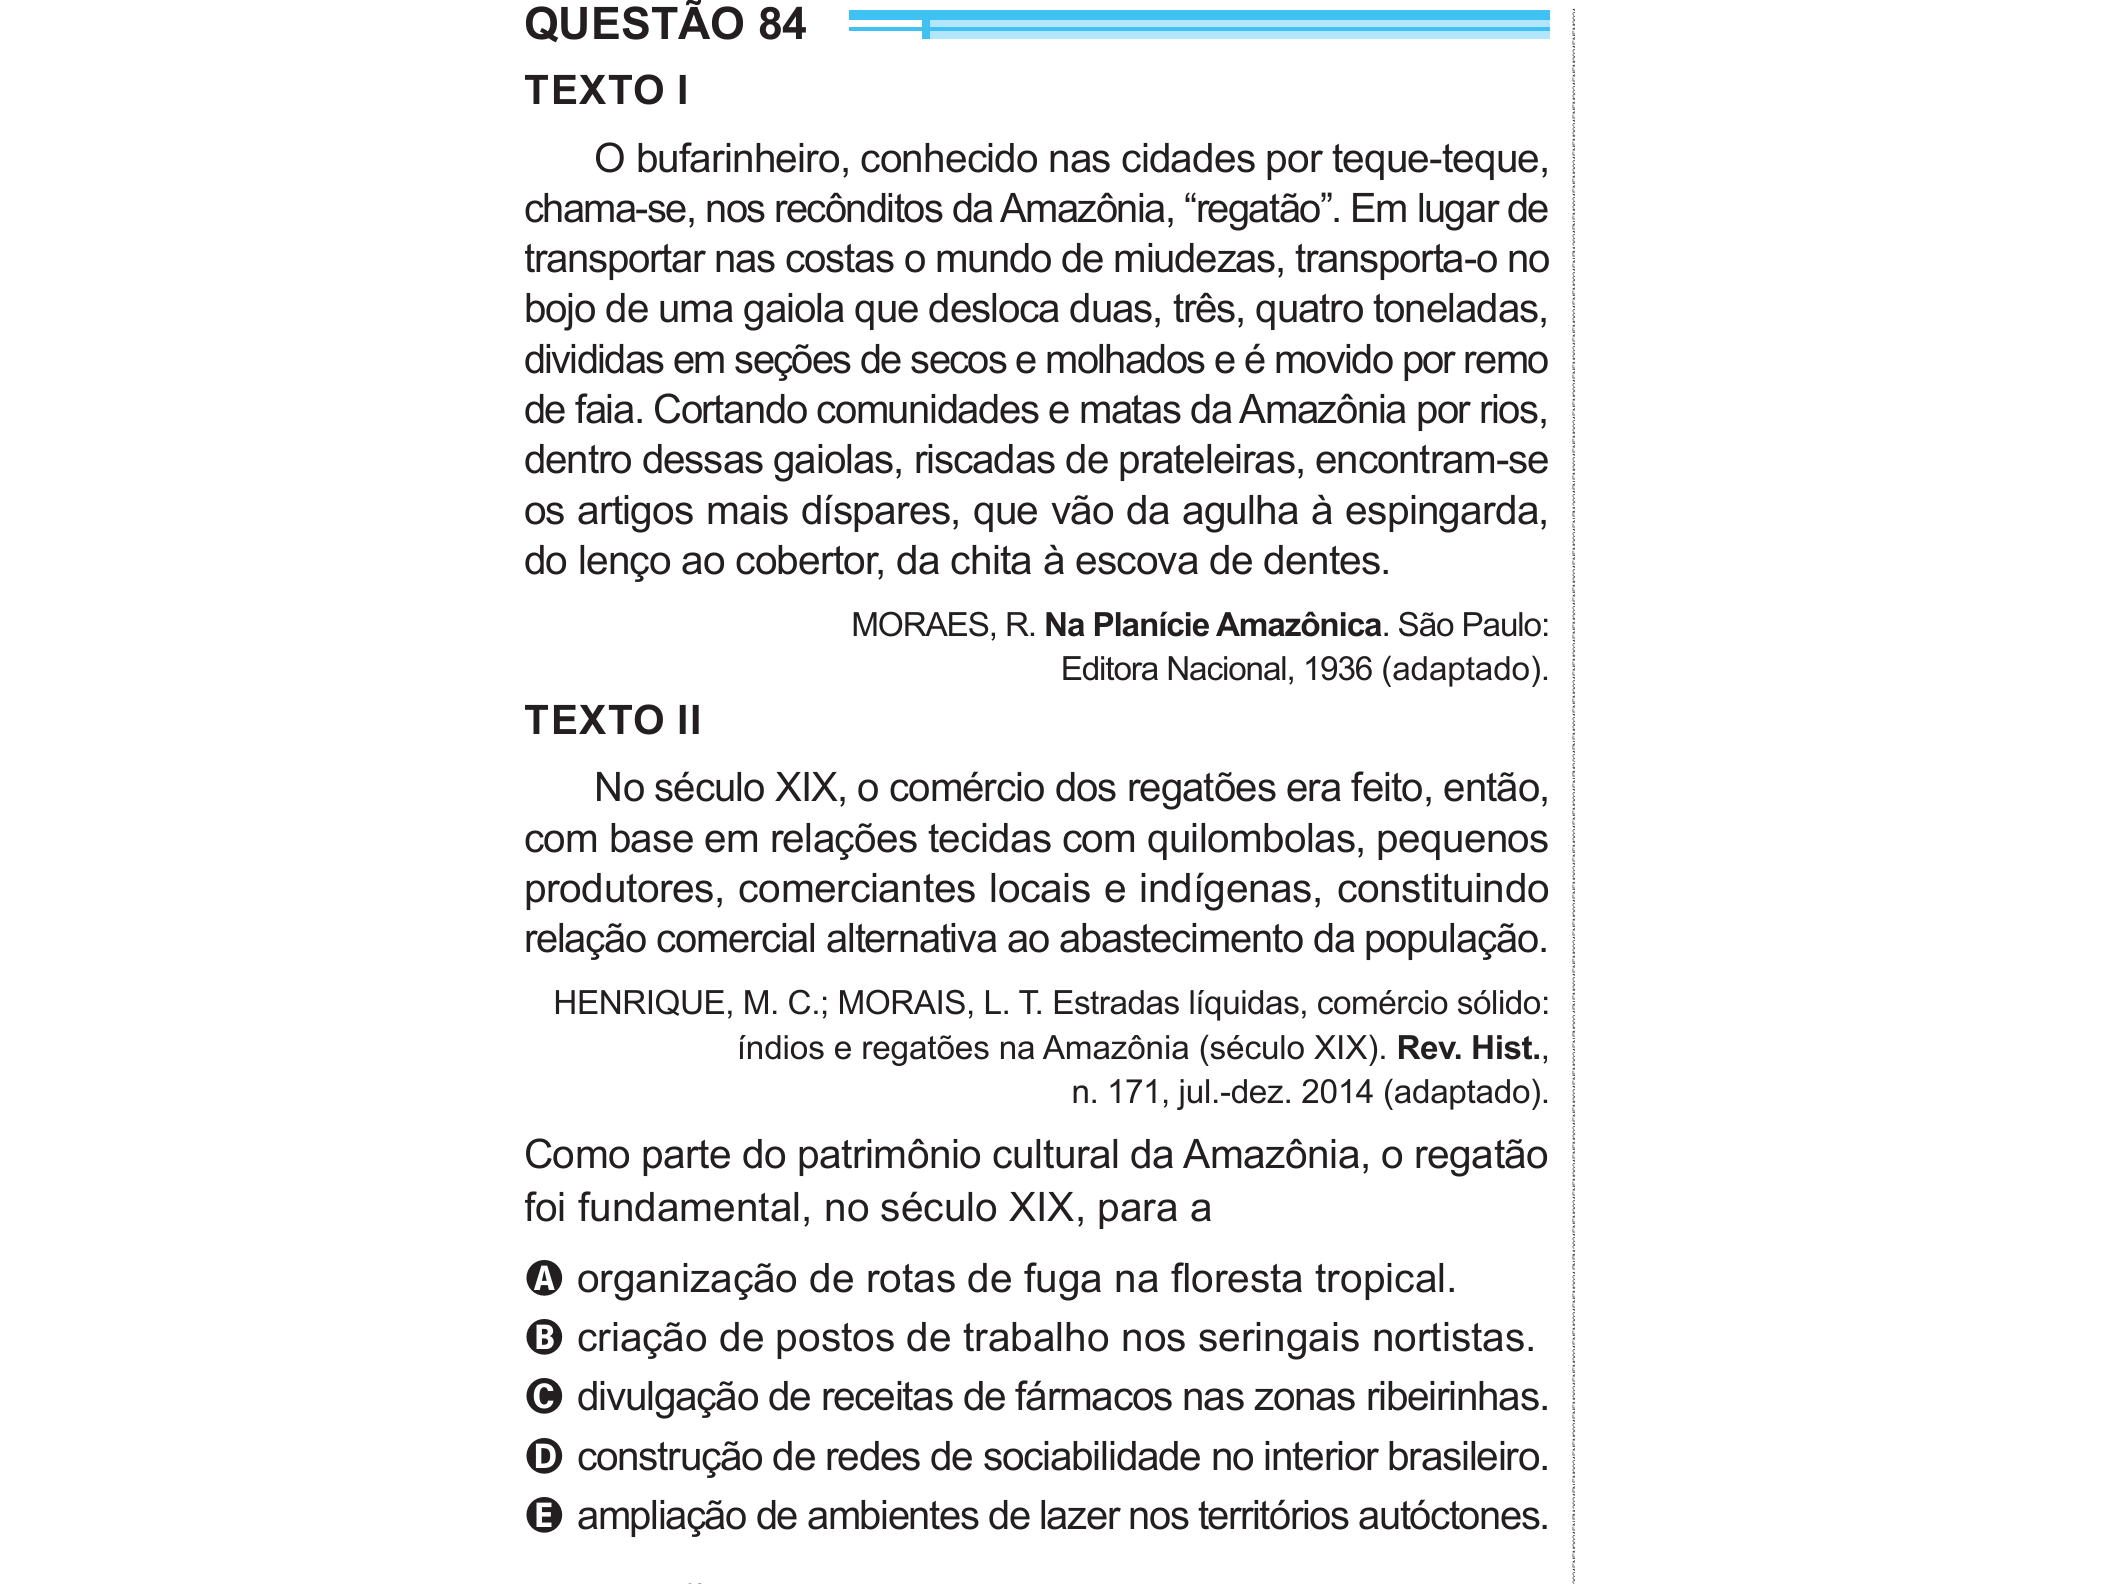 QUESTÃO 84
TEXTO I
O bufarinheiro, conhecido nas cidades por teque-teque,
chama-se, nos recônditos da Amazônia, “regatão”. Em lugar de
transportar nas costas o mundo de miudezas, transporta-o no
bojo de uma gaiola que desloca duas, três, quatro toneladas,
divididas em seções de secos e molhados e é movido por remo
de faia. Cortando comunidades e matas da Amazônia por rios,
dentro dessas gaiolas, riscadas de prateleiras, encontram-se
os artigos mais díspares, que vão da agulha à espingarda,
do lenço ao cobertor, da chita à escova de dentes.
MORAES, R. Na Planície Amazônica. São Paulo:
Editora Nacional, 1936 (adaptado).
TEXTO II
No século XIX, o comércio dos regatões era feito, então,
com base em relações tecidas com quilombolas, pequenos
produtores, comerciantes locais e indígenas, constituindo
relação comercial alternativa ao abastecimento da população.
HENRIQUE, M. C.; MORAIS, L. T. Estradas líquidas, comércio sólido:
índios e regatões na Amazônia (século XIX). Rev. Hist.,
n. 171, jul.-dez. 2014 (adaptado).
Como parte do patrimônio cultural da Amazônia, o regatão
foi fundamental, no século XIX, para a
A organização de rotas de fuga na floresta tropical.
B criação de postos de trabalho nos seringais nortistas.
C divulgação de receitas de fármacos nas zonas ribeirinhas.
D construção de redes de sociabilidade no interior brasileiro.
E ampliação de ambientes de lazer nos territórios autóctones.